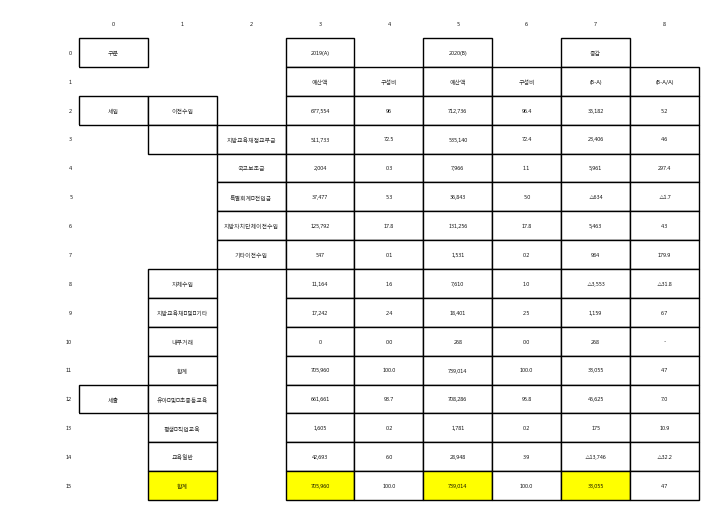 0 1 2 3 4 5 6 7 8
0 구분 2019(A) 2020(B) 증감
1 예산액 구성비 예산액 구성비 (B-A) (B-A/A)
2 세입 이전수입 677,554 96 712,736 96.4 35,182 5.2
3 지방교육재정교부금 511,733 72.5 535,140 72.4 23,406 4.6
4 국고보조금 2,004 0.3 7,966 1.1 5,961 297.4
5 특별회계□전입금 37,477 5.3 36,843 5.0 △634 △1.7
6 지방자치단체이전수입 125,792 17.8 131,256 17.8 5,463 4.3
7 기타이전수입 547 0.1 1,531 0.2 984 179.9
8 자체수입 11,164 1.6 7,610 1.0 △3,553 △31.8
9 지방교육채□및□기타 17,242 2.4 18,401 2.5 1,159 6.7
10 내부거래 0 0.0 268 0.0 268 -
11 합계 705,960 100.0 739,014 100.0 33,055 4.7
12 세출 유아□및□초중등교육 661,661 93.7 708,286 95.8 46,625 7.0
13 평생□직업교육 1,605 0.2 1,781 0.2 175 10.9
14 교육일반 42,693 6.0 28,948 3.9 △13,746 △32.2
15 합계 705,960 100.0 739,014 100.0 33,055 4.7